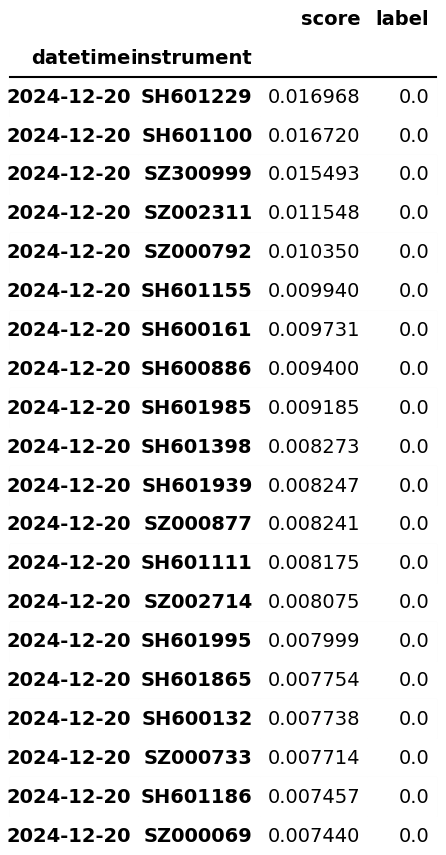 score label
datetime instrument
2024-12-20 SH601229 0.016968 0.0
2024-12-20 SH601100 0.016720 0.0
2024-12-20 SZ300999 0.015493 0.0
2024-12-20 SZ002311 0.011548 0.0
2024-12-20 SZ000792 0.010350 0.0
2024-12-20 SH601155 0.009940 0.0
2024-12-20 SH600161 0.009731 0.0
2024-12-20 SH600886 0.009400 0.0
2024-12-20 SH601985 0.009185 0.0
2024-12-20 SH601398 0.008273 0.0
2024-12-20 SH601939 0.008247 0.0
2024-12-20 SZ000877 0.008241 0.0
2024-12-20 SH601111 0.008175 0.0
2024-12-20 SZ002714 0.008075 0.0
2024-12-20 SH601995 0.007999 0.0
2024-12-20 SH601865 0.007754 0.0
2024-12-20 SH600132 0.007738 0.0
2024-12-20 SZ000733 0.007714 0.0
2024-12-20 SH601186 0.007457 0.0
2024-12-20 SZ000069 0.007440 0.0